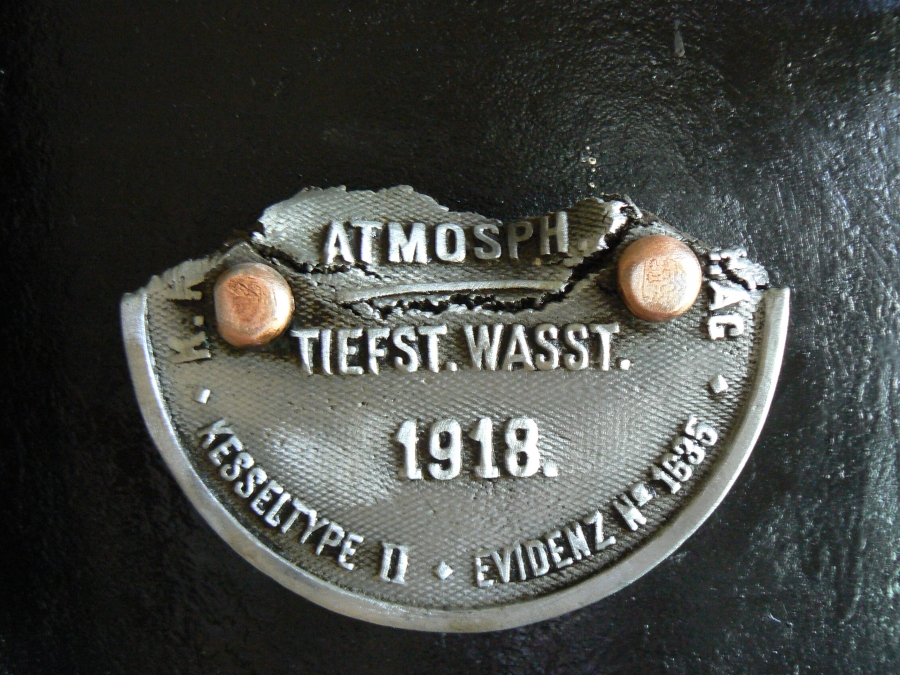 ATMOSPH.
TIEFST. WASST.
1918.
KESSELTYPE II ◆ EVIDENZ Nº 1635